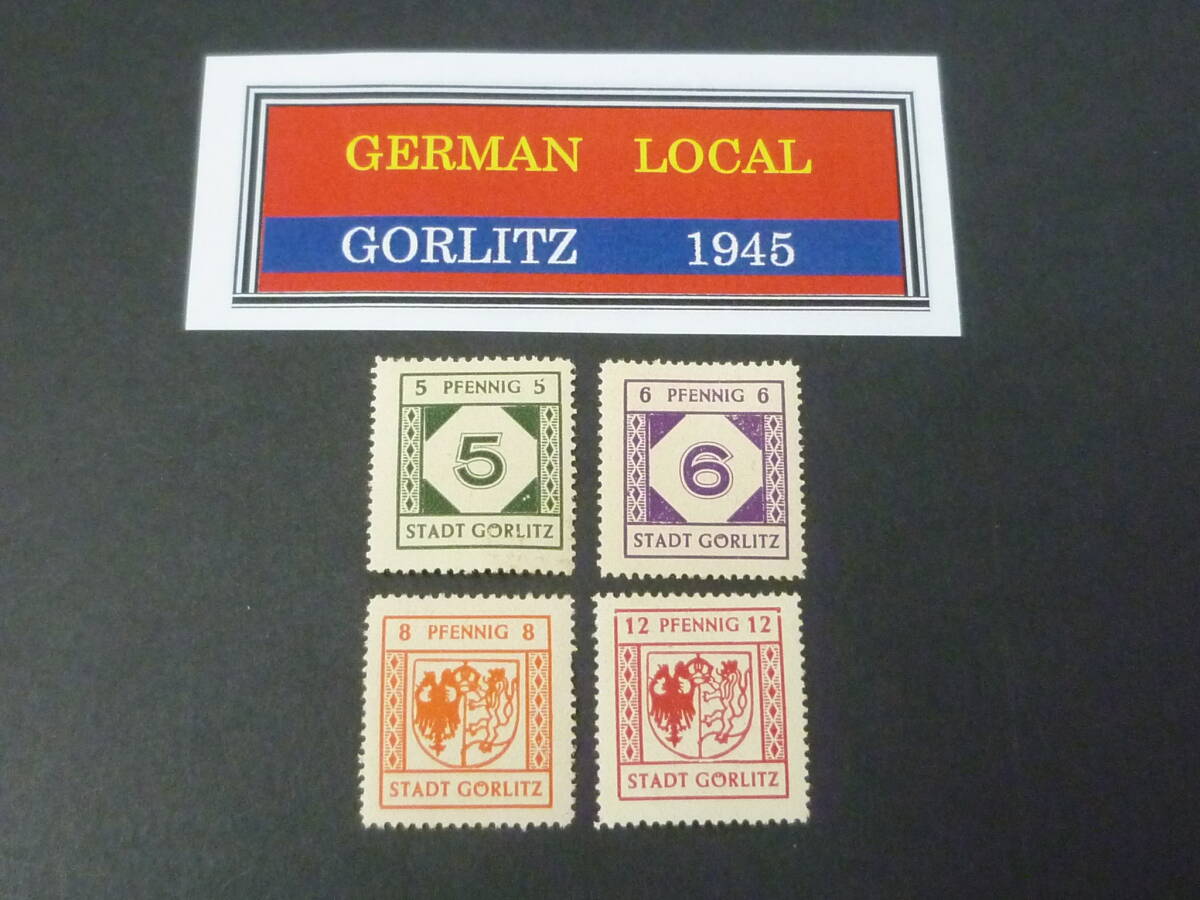 GERMAN LOCAL
GORLITZ 1945
5 PFENNIG 5
5
STADT GÖRLITZ
6 PFENNIG 6
6
STADT GÖRLITZ
8 PFENNIG 8
STADT GÖRLITZ
12 PFENNIG 12
STADT GÖRLITZ